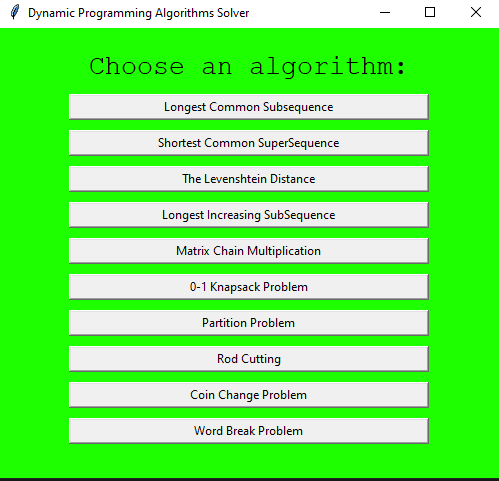 Dynamic Programming Algorithms Solver
Choose an algorithm:
Longest Common Subsequence
Shortest Common SuperSequence
The Levenshtein Distance
Longest Increasing SubSequence
Matrix Chain Multiplication
0-1 Knapsack Problem
Partition Problem
Rod Cutting
Coin Change Problem
Word Break Problem